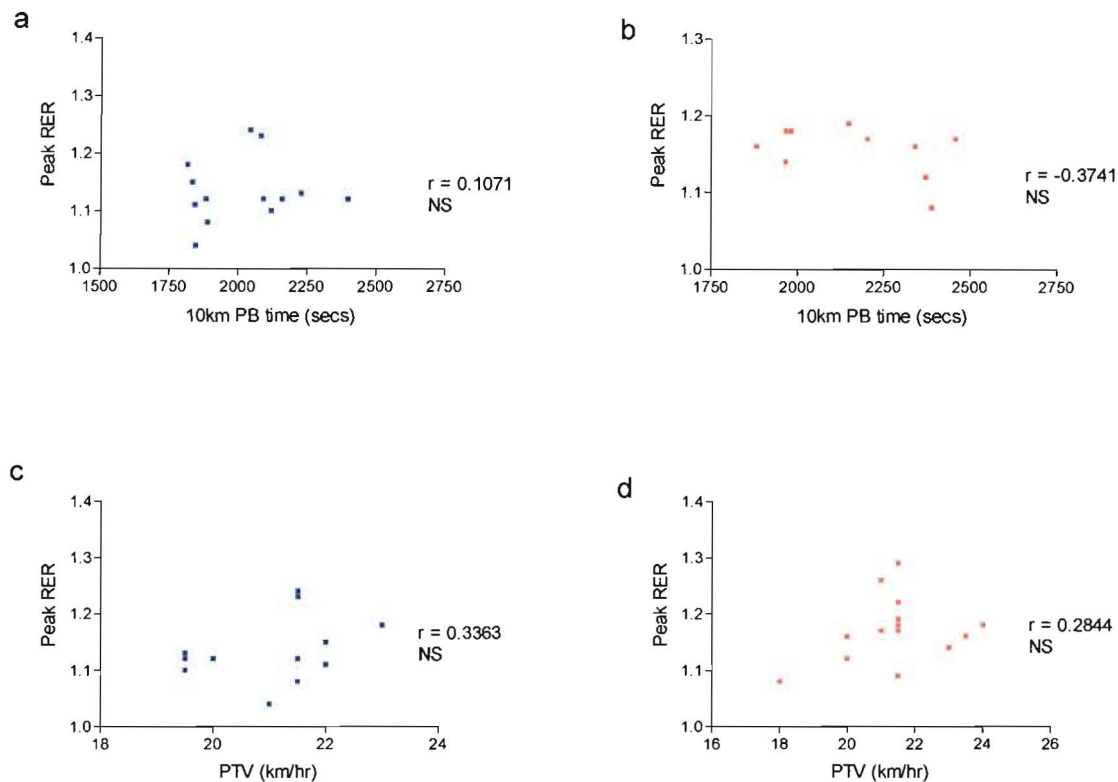 a
1.4
1.3
1.2
1.1
1.0
Peak RER
1500
1750
2000
2250
2500
2750
10km PB time (secs)
r = 0.1071
NS
b
1.3
1.2
1.1
1.0
Peak RER
1750
2000
2250
2500
2750
10km PB time (secs)
r = -0.3741
NS
c
1.4
1.3
1.2
1.1
1.0
Peak RER
18
20
22
24
PTV (km/hr)
r = 0.3363
NS
d
1.4
1.3
1.2
1.1
1.0
Peak RER
16
18
20
22
24
26
PTV (km/hr)
r = 0.2844
NS